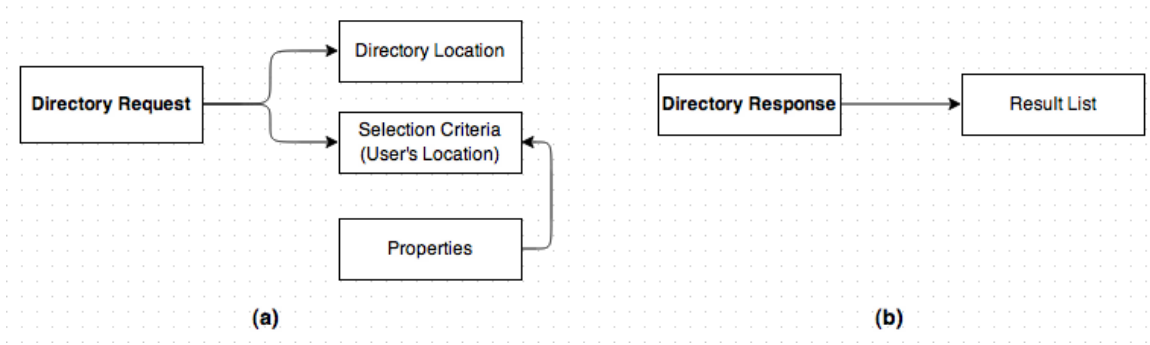 Directory Request
Directory Location
Selection Criteria
(User's Location)
Properties
(a)
Directory Response
Result List
(b)